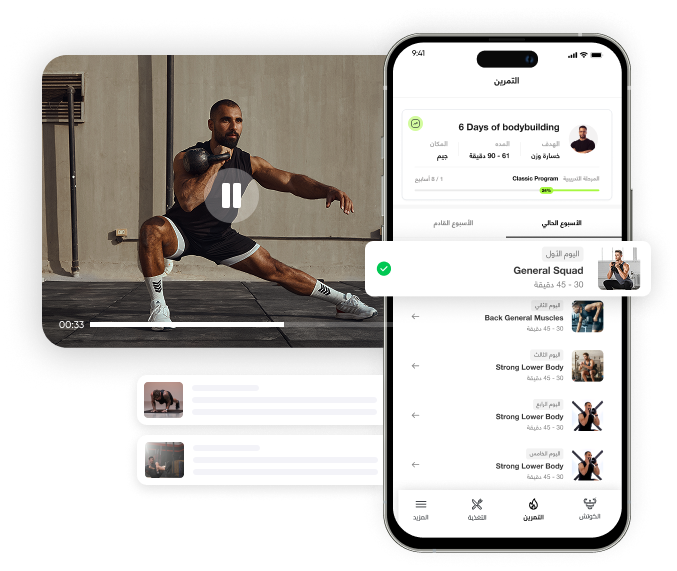 9:41
التمرين
6 Days of bodybuilding
الهدف
المدة
المكان
خسارة وزن
61 - 90 دقيقة
جيم
المرحلة التدريبية
Classic Program
1 / 8 أسابيع
26%
الأسبوع الحالي
الأسبوع القادم
اليوم الأول
General Squad
30 - 45 دقيقة
اليوم الثاني
Back General Muscles
30 - 45 دقيقة
اليوم الثالث
Strong Lower Body
30 - 45 دقيقة
اليوم الرابع
Strong Lower Body
30 - 45 دقيقة
اليوم الخامس
Strong Lower Body
30 - 45 دقيقة
الكوتش
التمرين
التغذية
المزيد
00:33